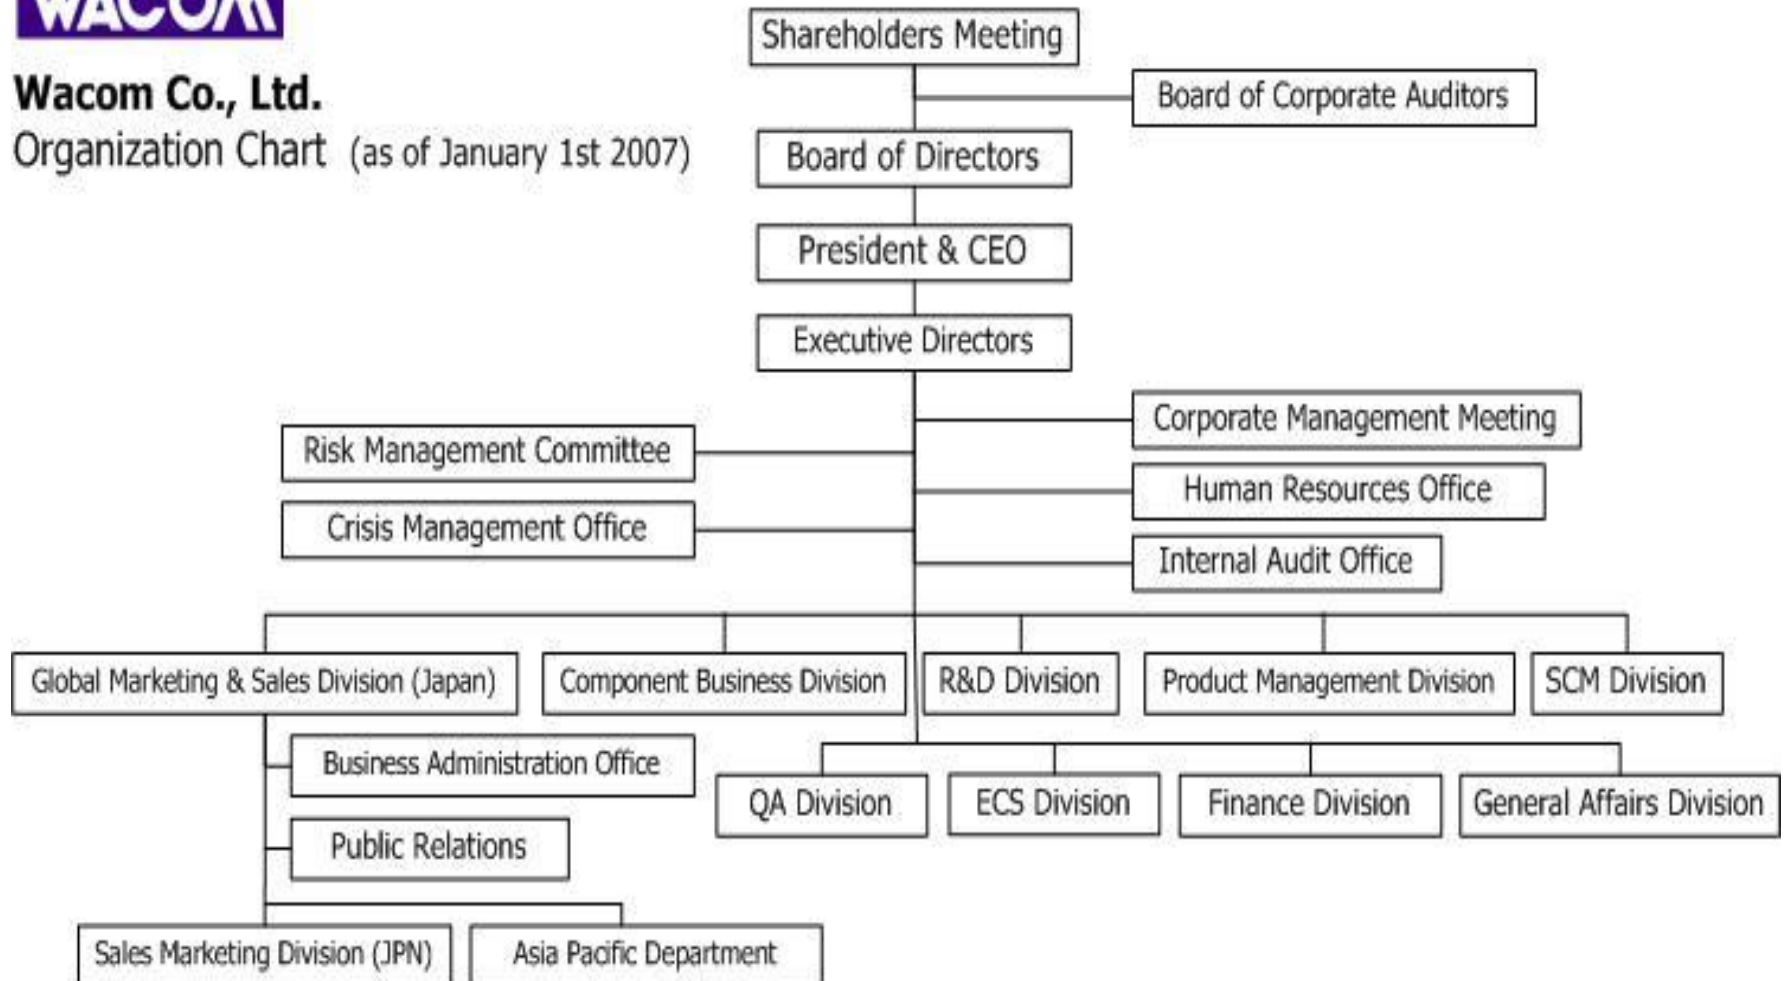 WACOM
Wacom Co., Ltd.
Organization Chart (as of January 1st 2007)
Shareholders Meeting
Board of Corporate Auditors
Board of Directors
President & CEO
Executive Directors
Corporate Management Meeting
Risk Management Committee
Human Resources Office
Crisis Management Office
Internal Audit Office
Global Marketing & Sales Division (Japan)
Component Business Division
R&D Division
Product Management Division
SCM Division
Business Administration Office
QA Division
ECS Division
Finance Division
General Affairs Division
Public Relations
Sales Marketing Division (JPN)
Asia Pacific Department